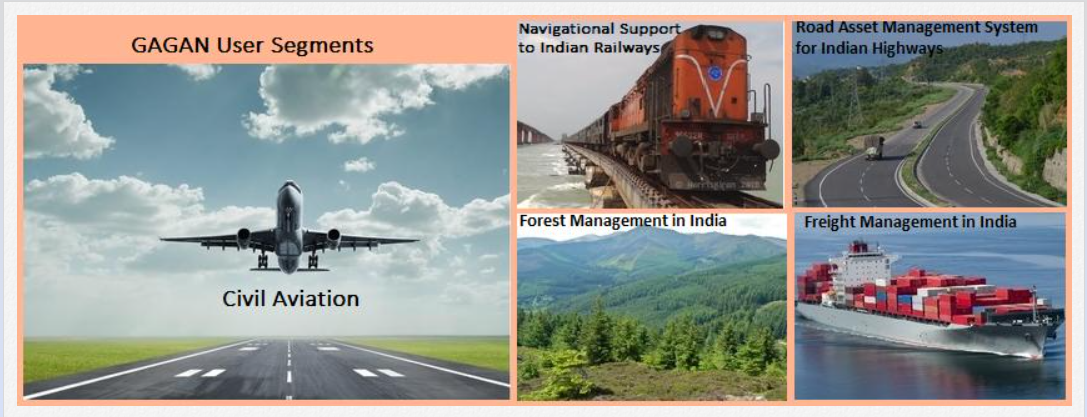 GAGAN User Segments
Civil Aviation
Navigational Support
to Indian Railways
Road Asset Management System
for Indian Highways
Forest Management in India
Freight Management in India